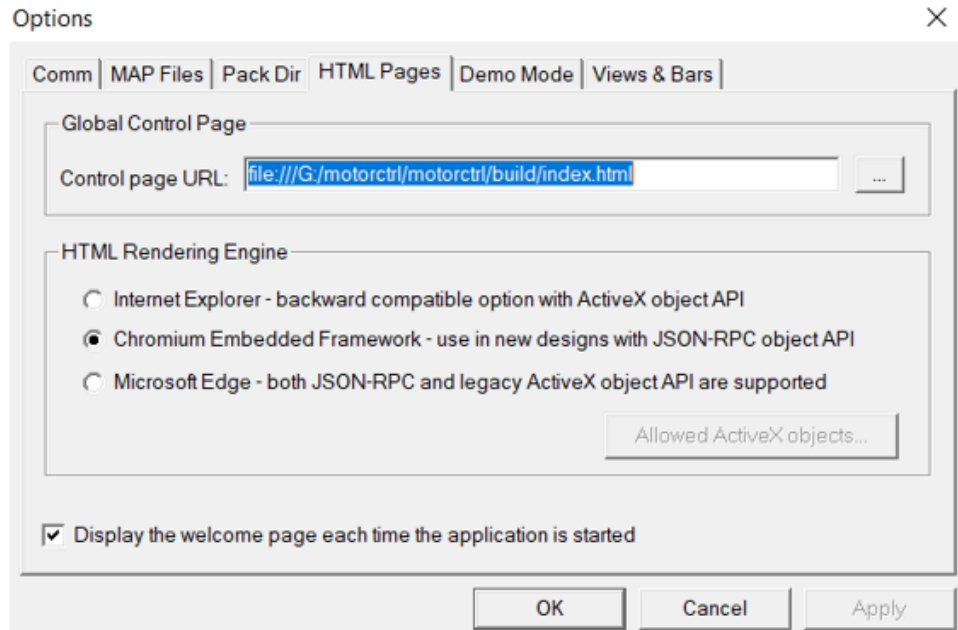 Options
Comm MAP Files Pack Dir HTML Pages Demo Mode Views & Bars
Global Control Page
Control page URL: file:///G:/motorctrl/motorctrl/build/index.html ...
HTML Rendering Engine
Internet Explorer - backward compatible option with ActiveX object API
Chromium Embedded Framework - use in new designs with JSON-RPC object API
Microsoft Edge - both JSON-RPC and legacy ActiveX object API are supported
Allowed ActiveX objects...
Display the welcome page each time the application is started
OK Cancel Apply